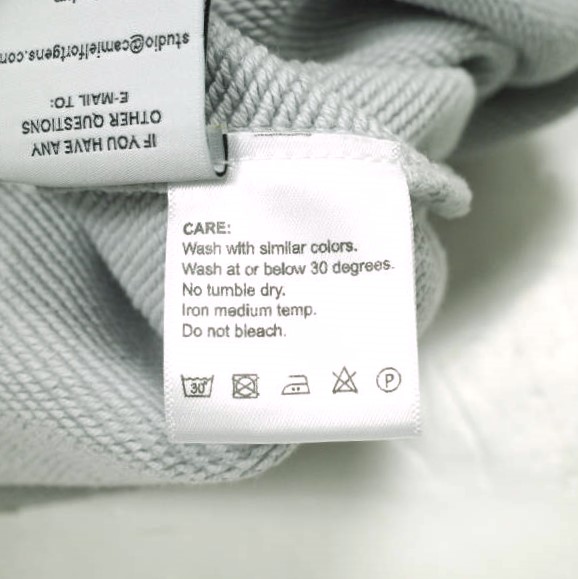 IF YOU HAVE ANY
OTHER QUESTIONS
E-MAIL TO:
studio@camielfortgens.com
CARE:
Wash with similar colors.
Wash at or below 30 degrees.
No tumble dry.
Iron medium temp.
Do not bleach.
30° P